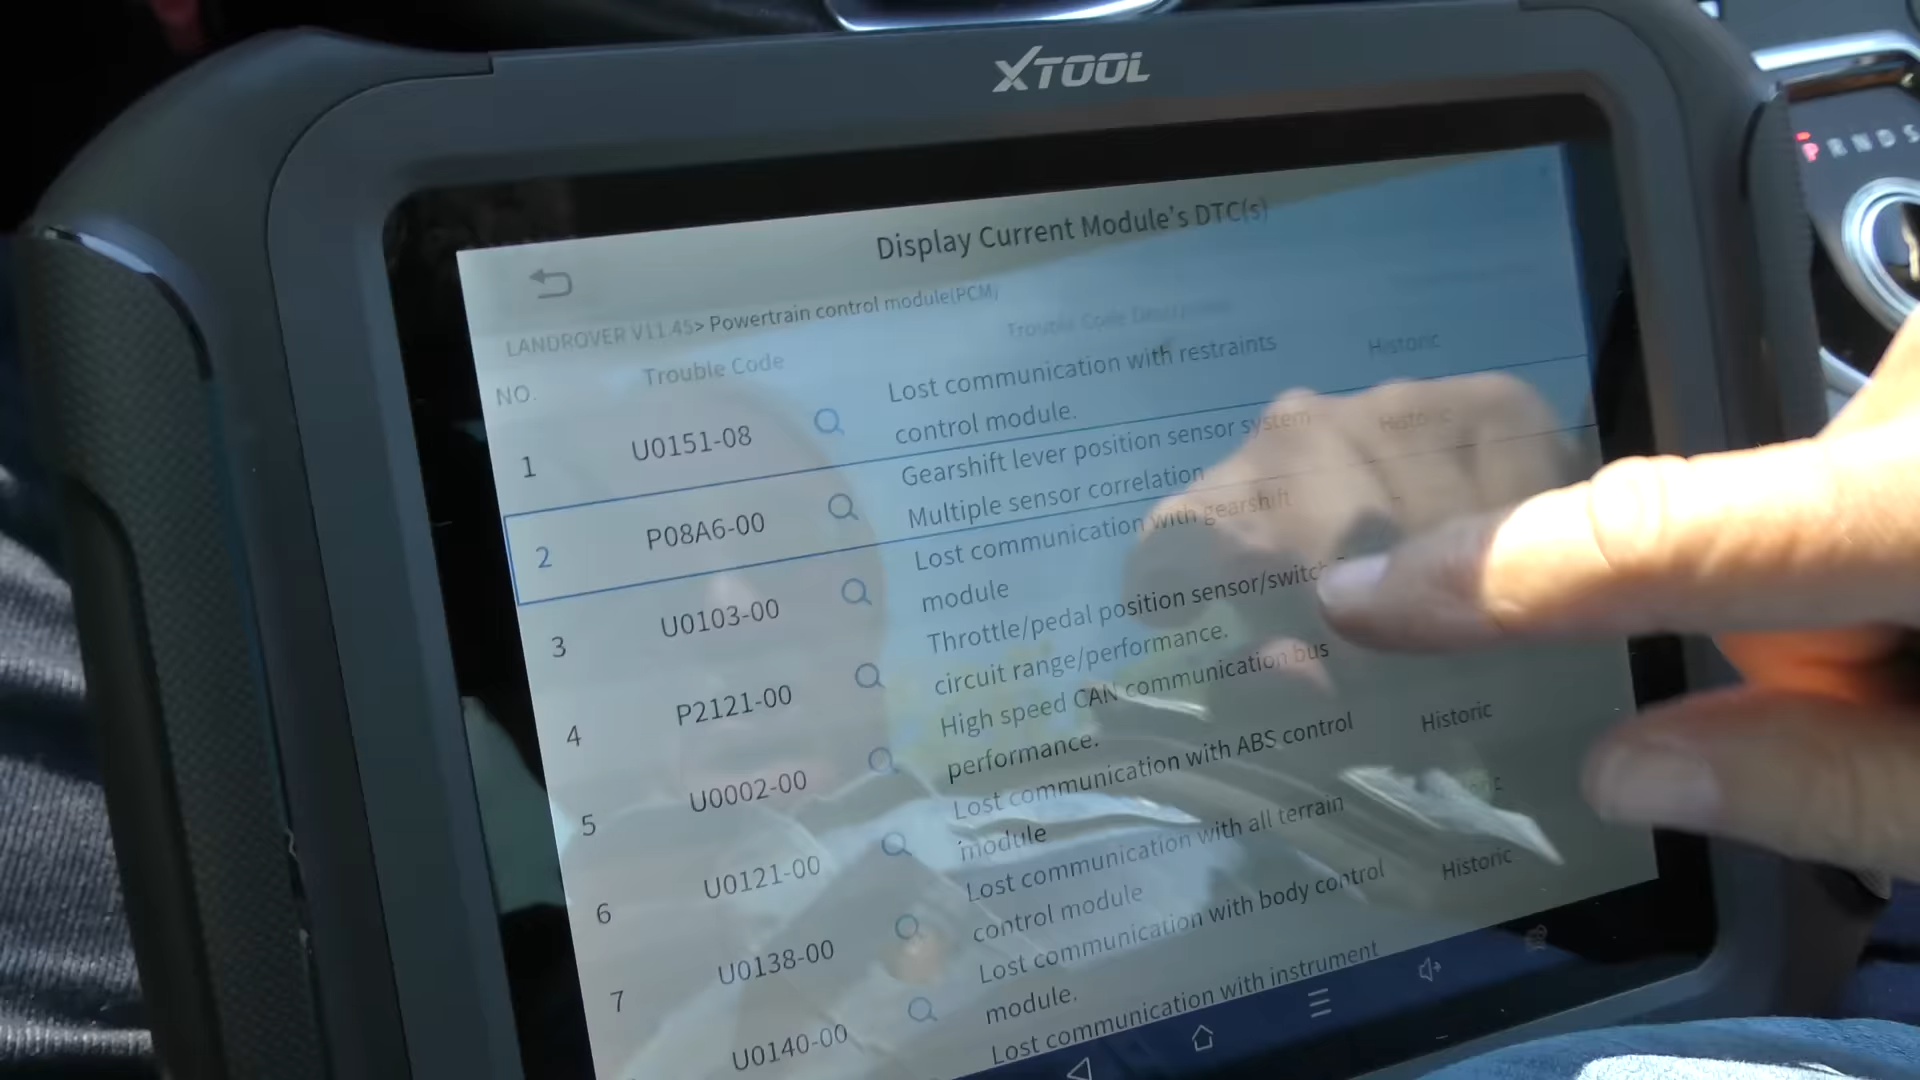 XTOOL
P R N D S
Display Current Module's DTC(s)
LANDROVER V11.45> Powertrain control module(PCM)
NO. Trouble Code Trouble Code Description
1 U0151-08 Lost communication with restraints control module. Historic
2 P08A6-00 Gearshift lever position sensor system Multiple sensor correlation Historic
3 U0103-00 Lost communication with gearshift module
4 P2121-00 Throttle/pedal position sensor/switch circuit range/performance.
5 U0002-00 High speed CAN communication bus performance.
6 U0121-00 Lost communication with ABS control module Historic
7 U0138-00 Lost communication with all terrain control module
U0140-00 Lost communication with body control module. Historic
Lost communication with instrument